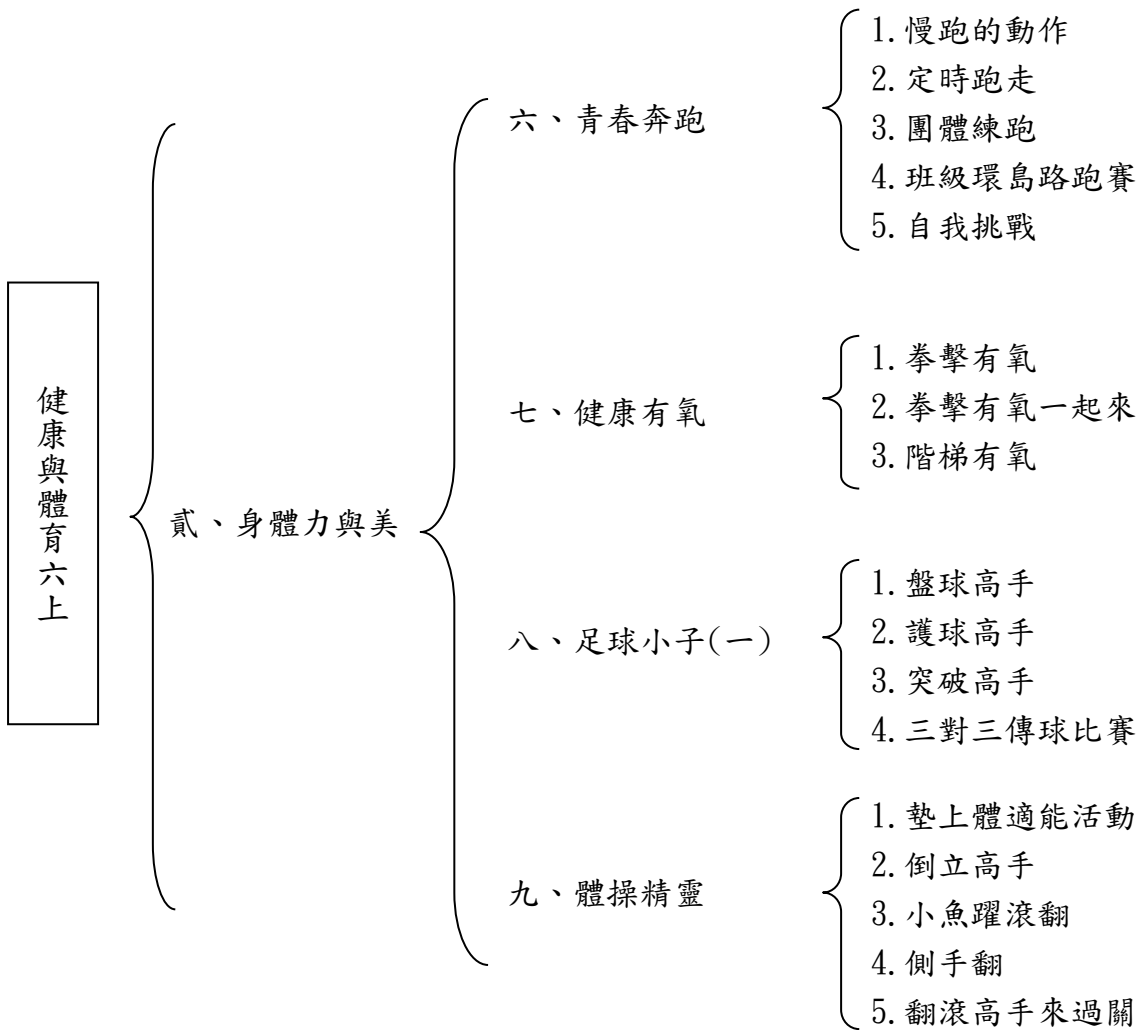 健康與體育六上
貳、身體力與美
六、青春奔跑
1.慢跑的動作
2.定時跑走
3.團體練跑
4.班級環島路跑賽
5.自我挑戰
七、健康有氧
1.拳擊有氧
2.拳擊有氧一起來
3.階梯有氧
八、足球小子(一)
1.盤球高手
2.護球高手
3.突破高手
4.三對三傳球比賽
九、體操精靈
1.墊上體適能活動
2.倒立高手
3.小魚躍滾翻
4.側手翻
5.翻滾高手來過關